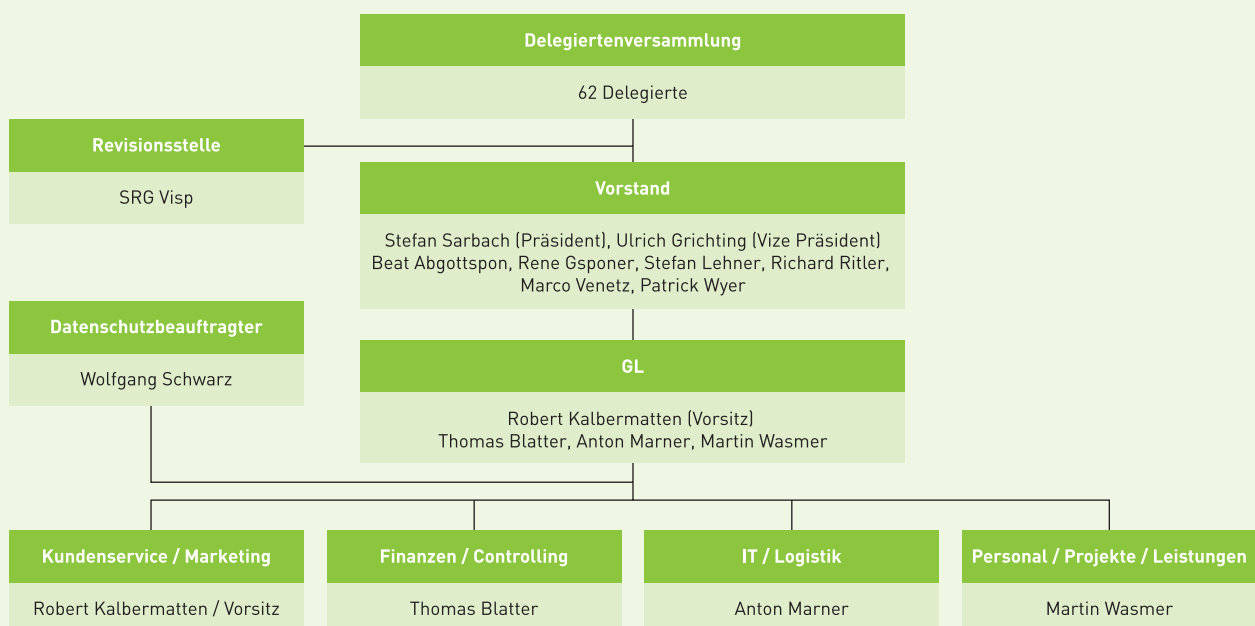 Delegiertenversammlung
62 Delegierte
Revisionsstelle
SRG Visp
Vorstand
Stefan Sarbach (Präsident), Ulrich Grichting (Vize Präsident)
Beat Abgottspon, Rene Gsponer, Stefan Lehner, Richard Ritler,
Marco Venetz, Patrick Wyer
Datenschutzbeauftragter
Wolfgang Schwarz
GL
Robert Kalbermatten (Vorsitz)
Thomas Blatter, Anton Marner, Martin Wasmer
Kundenservice / Marketing
Robert Kalbermatten / Vorsitz
Finanzen / Controlling
Thomas Blatter
IT / Logistik
Anton Marner
Personal / Projekte / Leistungen
Martin Wasmer